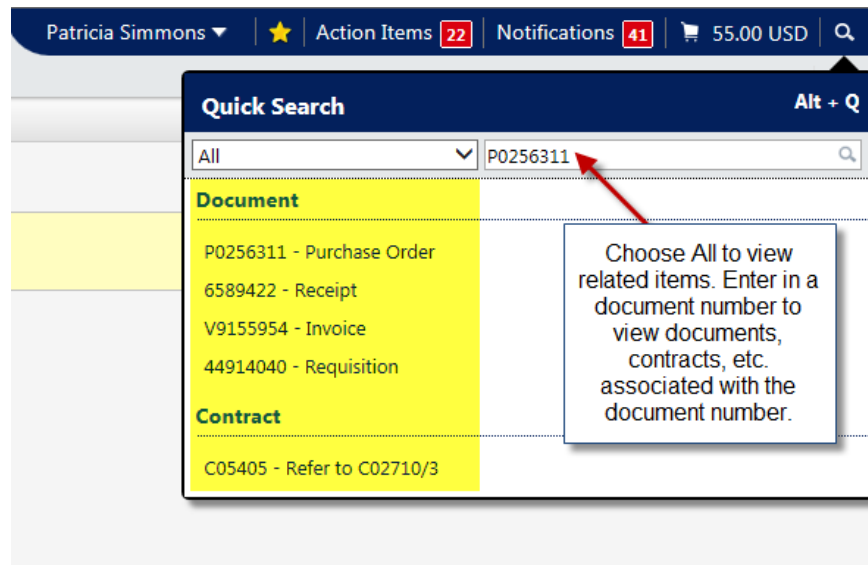 Patricia Simmons Action Items 22 Notifications 41 55.00 USD
Quick Search Alt + Q
All P0256311
Document
P0256311 - Purchase Order
6589422 - Receipt
V9155954 - Invoice
44914040 - Requisition
Contract
C05405 - Refer to C02710/3
Choose All to view
related items. Enter in a
document number to
view documents,
contracts, etc.
associated with the
document number.